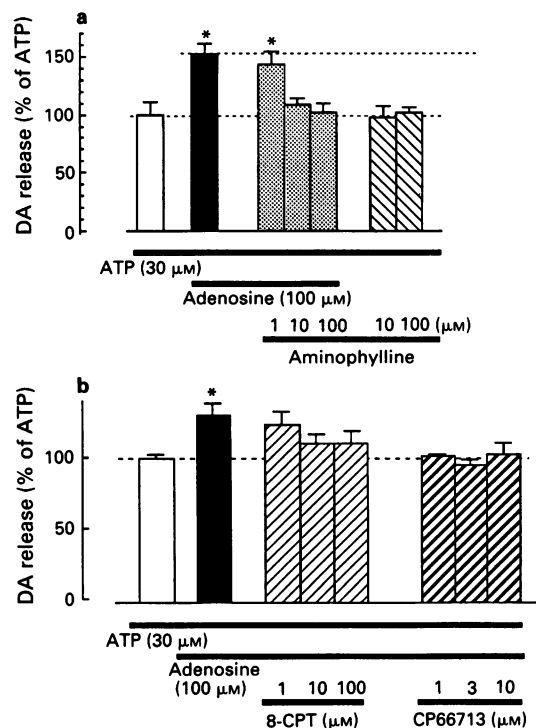 a
DA release (% of ATP)
150
100
50
0
*
*
ATP (30 μM)
Adenosine (100 μM)
1 10 100 10 100 (μM)
Aminophylline
b
DA release (% of ATP)
100
50
0
*
ATP (30 μM)
Adenosine
(100 μM)
1 10 100
1 3 10
8-CPT (μM)
CP66713 (μM)